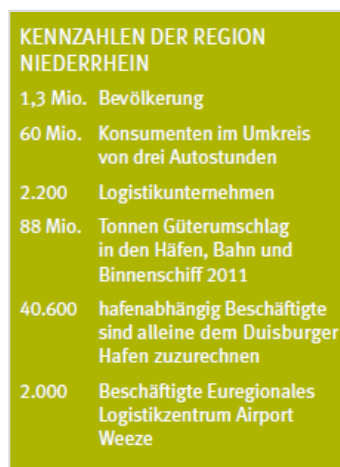 KENNZAHLEN DER REGION
NIEDERRHEIN
1,3 Mio. Bevölkerung
60 Mio. Konsumenten im Umkreis
von drei Autostunden
2.200 Logistikunternehmen
88 Mio. Tonnen Güterumschlag
in den Häfen, Bahn und
Binnenschiff 2011
40.600 hafenabhängig Beschäftigte
sind alleine dem Duisburger
Hafen zuzurechnen
2.000 Beschäftigte Euregionales
Logistikzentrum Airport
Weeze